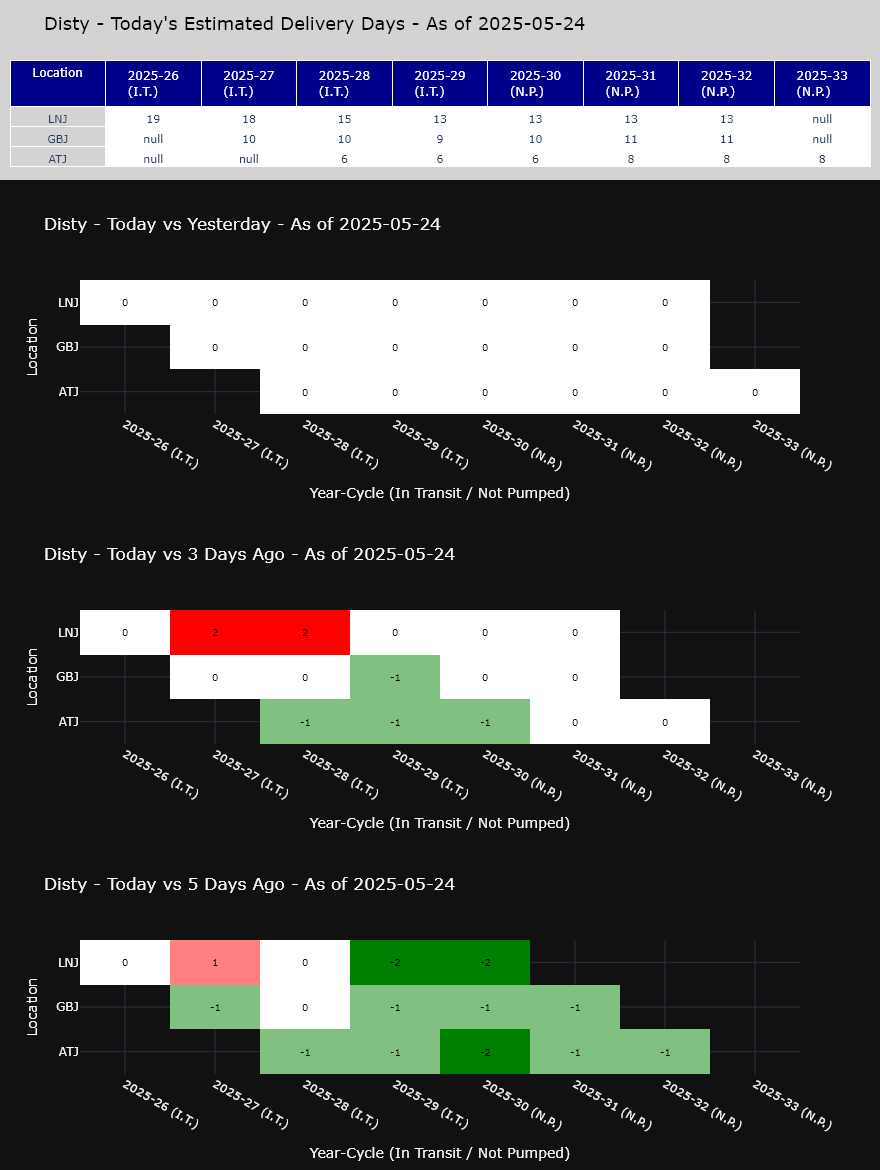 Disty - Today's Estimated Delivery Days - As of 2025-05-24
Location 2025-26 (I.T.) 2025-27 (I.T.) 2025-28 (I.T.) 2025-29 (I.T.) 2025-30 (N.P.) 2025-31 (N.P.) 2025-32 (N.P.) 2025-33 (N.P.)
LNJ 19 18 15 13 13 13 13 null
GBJ null 10 10 9 10 11 11 null
ATJ null null 6 6 6 8 8 8
Disty - Today vs Yesterday - As of 2025-05-24
Location
LNJ 0 0 0 0 0 0 0
GBJ 0 0 0 0 0 0
ATJ 0 0 0 0 0 0
2025-26 (I.T.) 2025-27 (I.T.) 2025-28 (I.T.) 2025-29 (I.T.) 2025-30 (N.P.) 2025-31 (N.P.) 2025-32 (N.P.) 2025-33 (N.P.)
Year-Cycle (In Transit / Not Pumped)
Disty - Today vs 3 Days Ago - As of 2025-05-24
Location
LNJ 0 2 2 0 0 0
GBJ 0 0 -1 0 0
ATJ -1 -1 -1 0 0
2025-26 (I.T.) 2025-27 (I.T.) 2025-28 (I.T.) 2025-29 (I.T.) 2025-30 (N.P.) 2025-31 (N.P.) 2025-32 (N.P.) 2025-33 (N.P.)
Year-Cycle (In Transit / Not Pumped)
Disty - Today vs 5 Days Ago - As of 2025-05-24
Location
LNJ 0 1 0 -2 -2
GBJ -1 0 -1 -1 -1
ATJ -1 -1 -2 -1 -1
2025-26 (I.T.) 2025-27 (I.T.) 2025-28 (I.T.) 2025-29 (I.T.) 2025-30 (N.P.) 2025-31 (N.P.) 2025-32 (N.P.) 2025-33 (N.P.)
Year-Cycle (In Transit / Not Pumped)